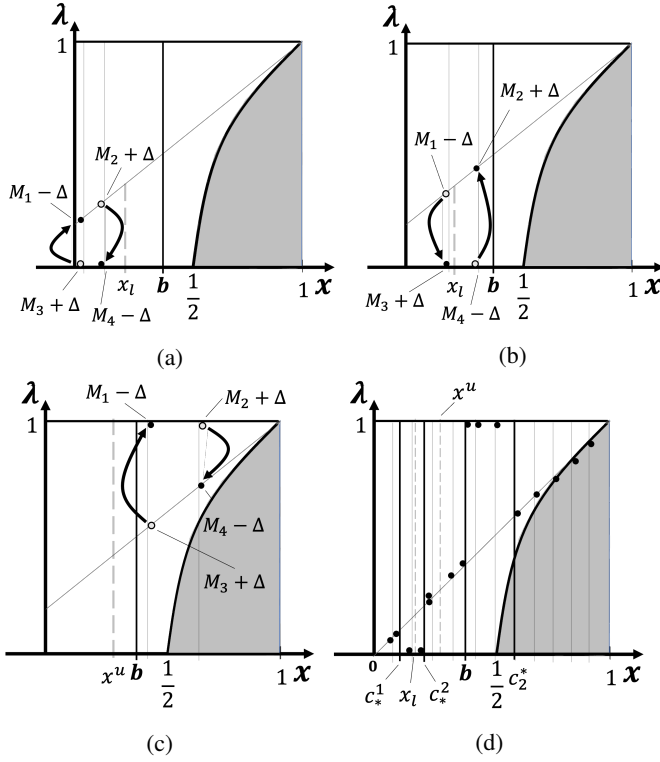 λ
1
M₂ + Δ
M₁ − Δ
M₃ + Δ
M₄ − Δ
x_l
b
1/2
1
x
(a)
λ
1
M₂ + Δ
M₁ − Δ
M₃ + Δ
x_l
M₄ − Δ
b
1/2
1
x
(b)
λ
1
M₁ − Δ
M₂ + Δ
M₄ − Δ
M₃ + Δ
x^u
b
1/2
1
x
(c)
λ
x^u
1
0
c_*^1
x_l
c_*^2
b
1/2
c_2^*
1
x
(d)